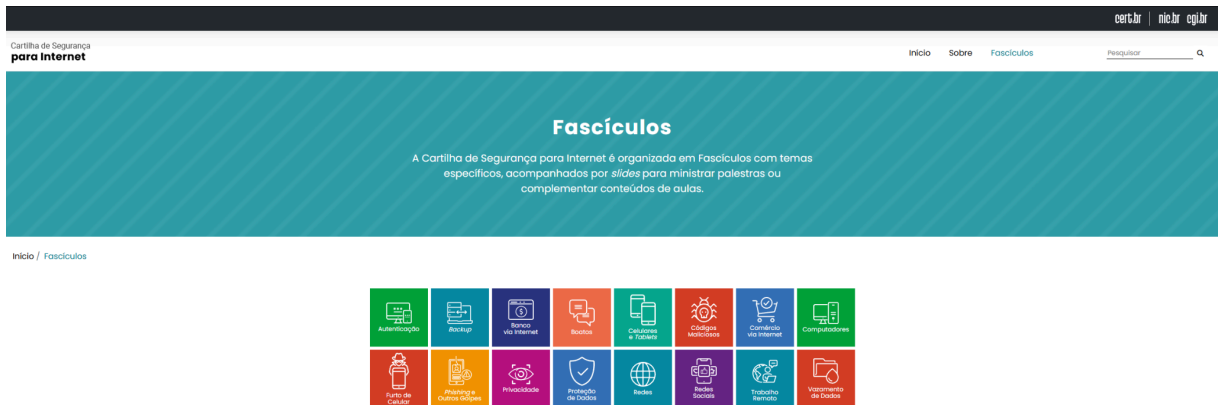 cert.br | nic.br cgi.br
Cartilha de Segurança
para Internet
Início Sobre Fascículos Pesquisar
Fascículos
A Cartilha de Segurança para Internet é organizada em Fascículos com temas
específicos, acompanhados por slides para ministrar palestras ou
complementar conteúdos de aulas.
Início / Fascículos
Autenticação
Backup
Banco
via Internet
Boatos
Celulares
e Tablets
Códigos
Maliciosos
Comércio
via Internet
Computadores
Furto de
Celular
Phishing e
Outros Golpes
Privacidade
Proteção
de Dados
Redes
Redes
Sociais
Trabalho
Remoto
Vazamento
de Dados